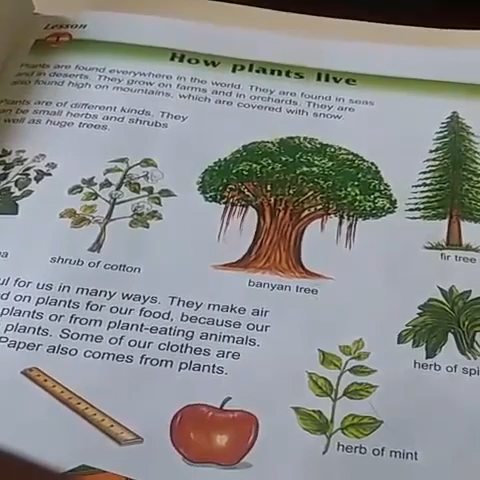 Lesson
How plants live
Plants are found everywhere in the world. They are found in seas
and in deserts. They grow on farms and in orchards. They are
also found high on mountains, which are covered with snow
Plants are of different kinds. They
can be small herbs and shrubs
well as huge trees.
shrub of cotton
banyan tree
fir tree
ul for us in many ways. They make air
d on plants for our food, because our
plants or from plant-eating animals.
plants. Some of our clothes are
Paper also comes from plants.
herb of spi
herb of mint